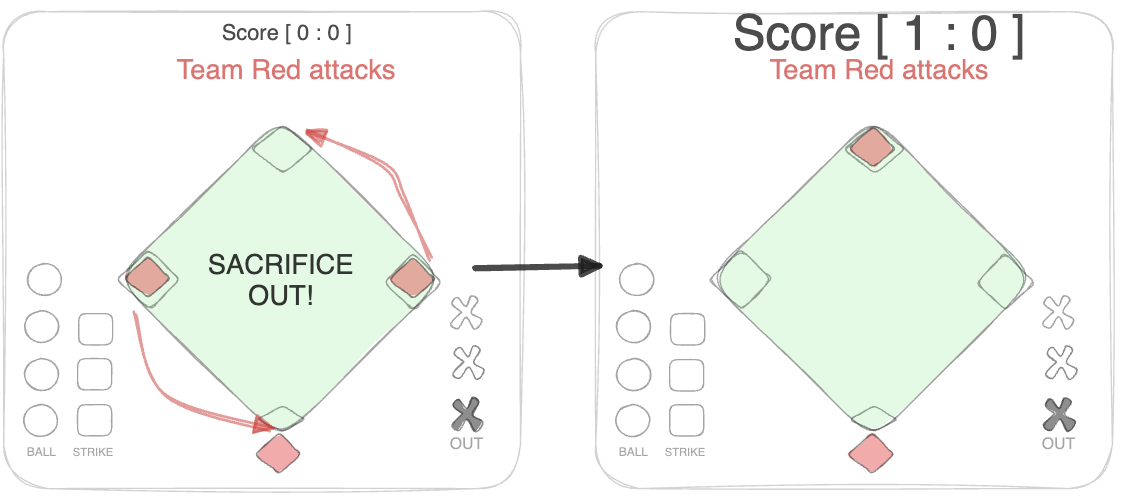 Score [ 0 : 0 ]
Team Red attacks
SACRIFICE
OUT!
BALL
STRIKE
OUT
Score [ 1 : 0 ]
Team Red attacks
BALL
STRIKE
OUT